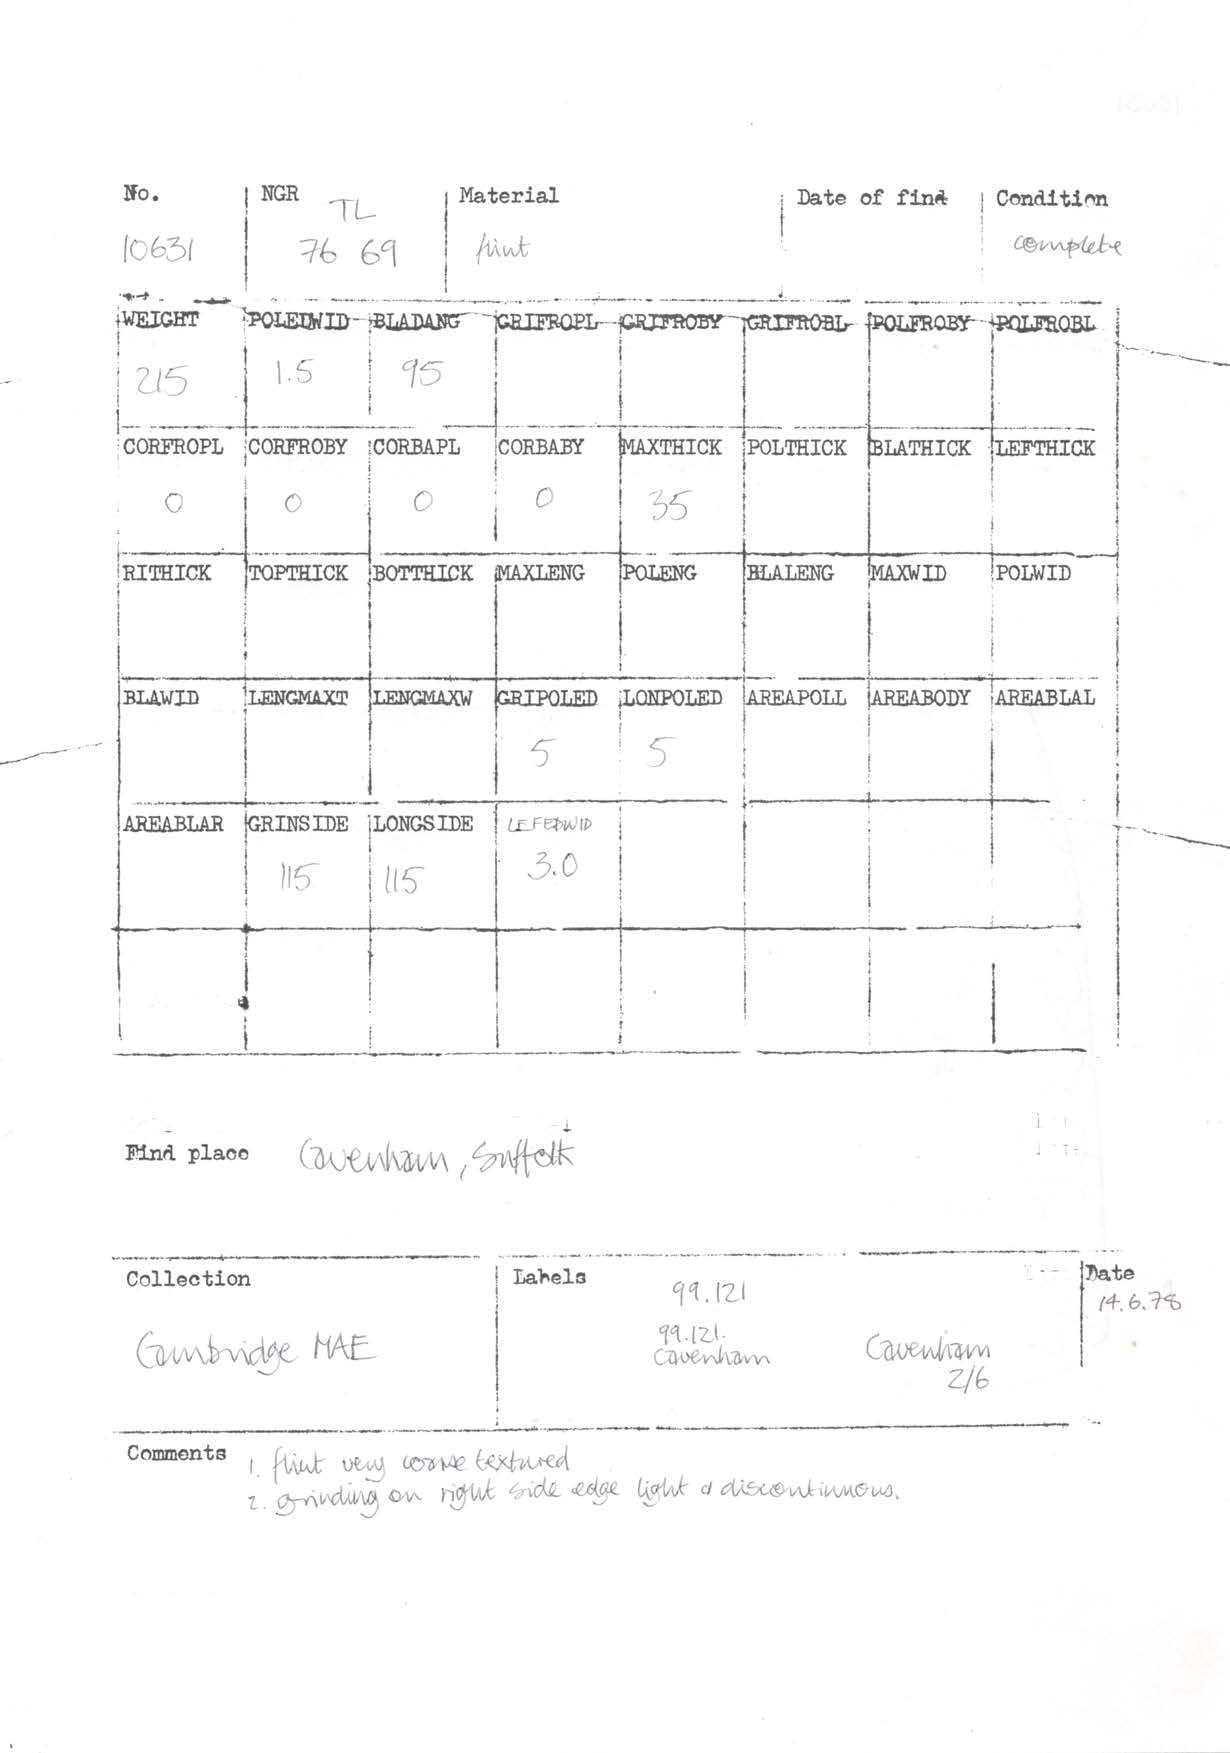 No. NGR Material Date of find Condition
TL
10631 76 69 flint complete
WEIGHT POLEDWID BLADANG GRIFROPL GRIFROBY GRIFROBL POLFROBY POLFROBL
215 1.5 95
CORFROPL CORFROBY CORBAPL CORBABY MAXTHICK POLTHICK BLATHICK LEFTHICK
0 0 0 0 35
RITHICK TOPTHICK BOTTHICK MAXLENG POLENG BLALENG MAXWID POLWID
BLAWID LENGMAXT LENGMAXW GRIPOLED LONPOLED AREAPOLL AREABODY AREABLAL
5 5
AREABLAR GRINSIDE LONGSIDE LEFEDWID
115 115 3.0
Find place Cavenham, Suffolk
Collection Labels Date
99.121 14.6.78
Cambridge MAE 99.121. Cavenham
Cavenham 2/6
Comments 1. flint very coarse textured
2. grinding on right side edge light & discontinuous.